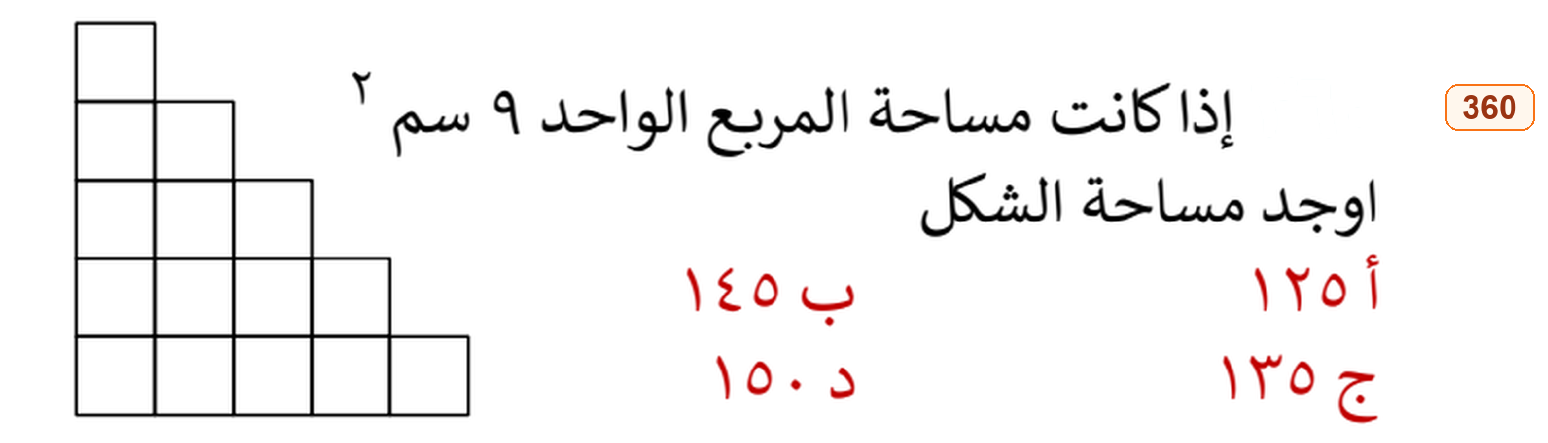 360
إذا كانت مساحة المربع الواحد ٩ سم ٢
اوجد مساحة الشكل
أ ١٢٥ ب ١٤٥
ج ١٣٥ د ١٥٠